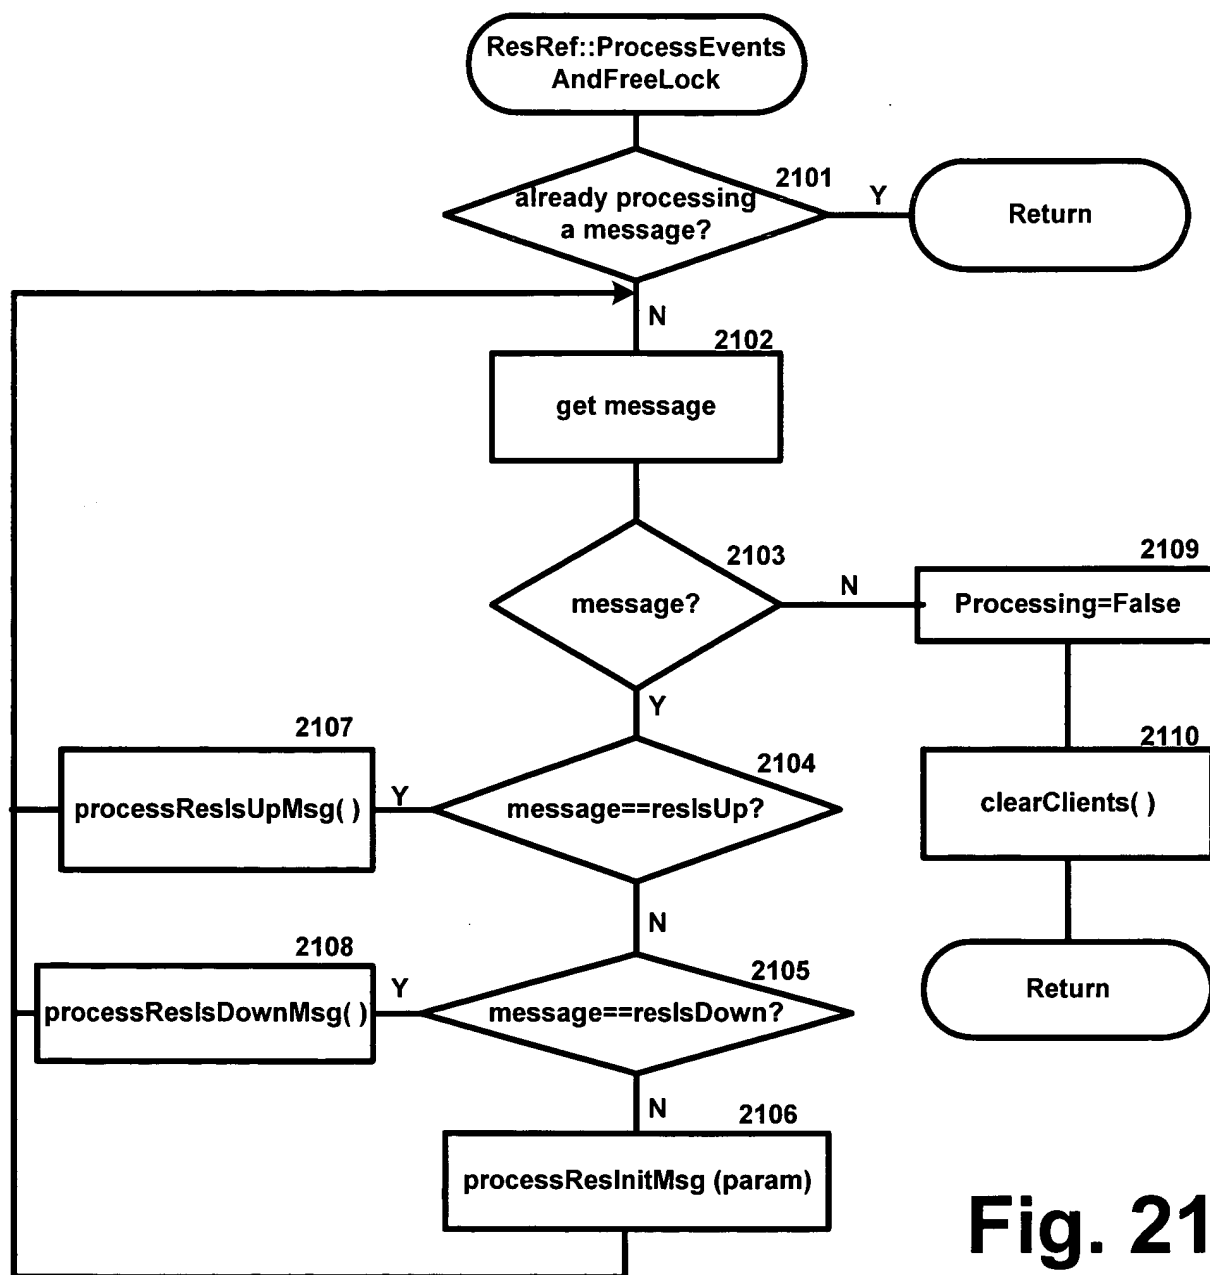 ResRef::ProcessEvents
AndFreeLock
2101
already processing
a message?
Y
Return
N
2102
get message
2103
message?
N
2109
Processing=False
Y
2107
processResIsUpMsg( )
Y
2104
message==resIsUp?
2110
clearClients( )
N
2108
processResIsDownMsg( )
Y
2105
message==resIsDown?
Return
N
2106
processResInitMsg (param)
Fig. 21